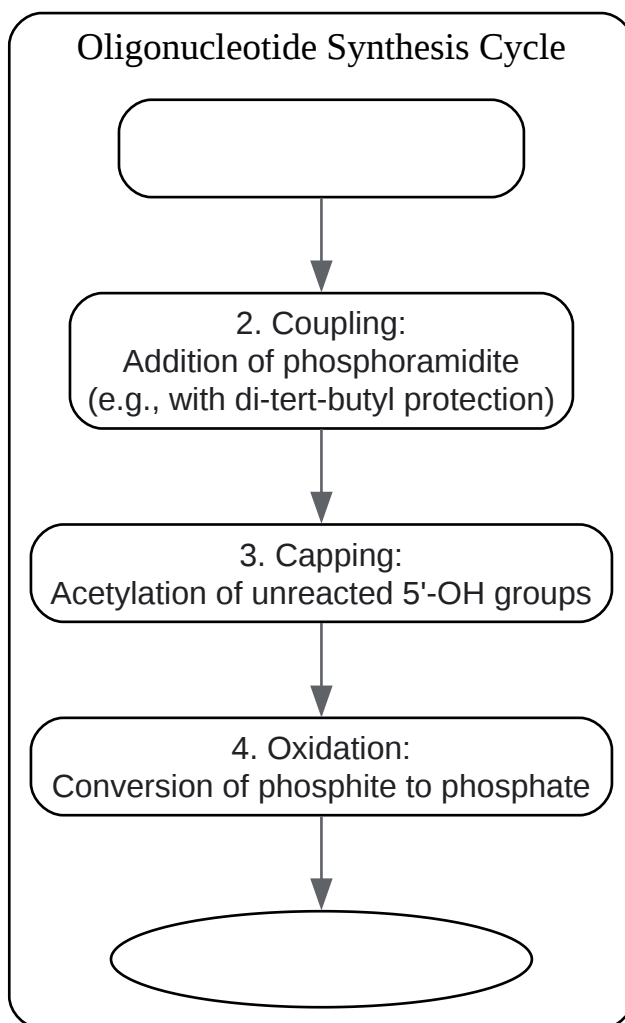 Oligonucleotide Synthesis Cycle
2. Coupling:
Addition of phosphoramidite
(e.g., with di-tert-butyl protection)
3. Capping:
Acetylation of unreacted 5'-OH groups
4. Oxidation:
Conversion of phosphite to phosphate